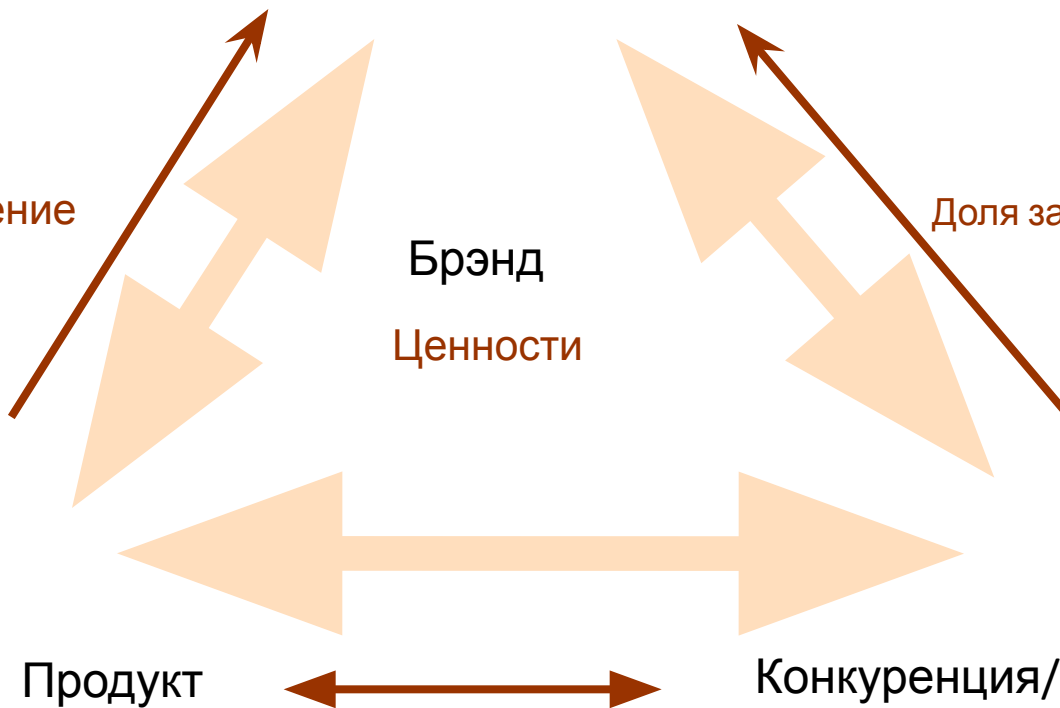 ение
Доля за
Брэнд
Ценности
Продукт
Конкуренция/